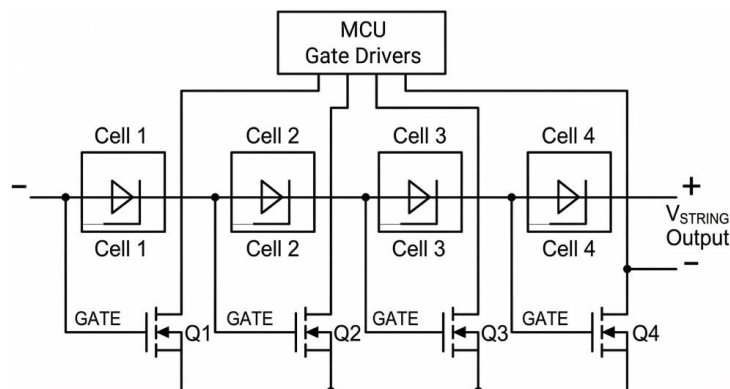 MCU
Gate Drivers
Cell 1 Cell 2 Cell 3 Cell 4
− +
V_STRING
Output
Cell 1 Cell 2 Cell 3 Cell 4
−
GATE Q1 GATE Q2 GATE Q3 GATE Q4